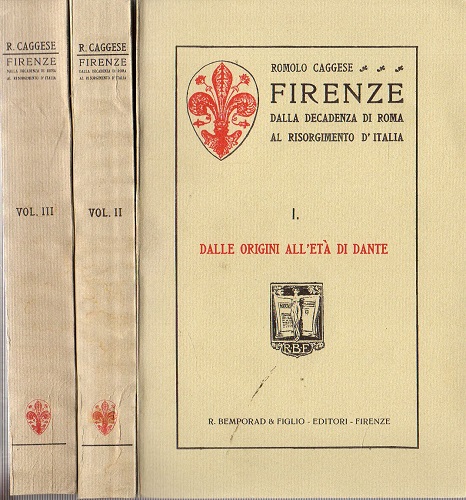 R. CAGGESE
FIRENZE
DALLA DECADENZA DI ROMA
AL RISORGIMENTO D'ITALIA
VOL. III
R. CAGGESE
FIRENZE
DALLA DECADENZA DI ROMA
AL RISORGIMENTO D'ITALIA
VOL. II
ROMOLO CAGGESE
FIRENZE
DALLA DECADENZA DI ROMA
AL RISORGIMENTO D'ITALIA
I.
DALLE ORIGINI ALL'ETÀ DI DANTE
RBF
R. BEMPORAD & FIGLIO - EDITORI - FIRENZE